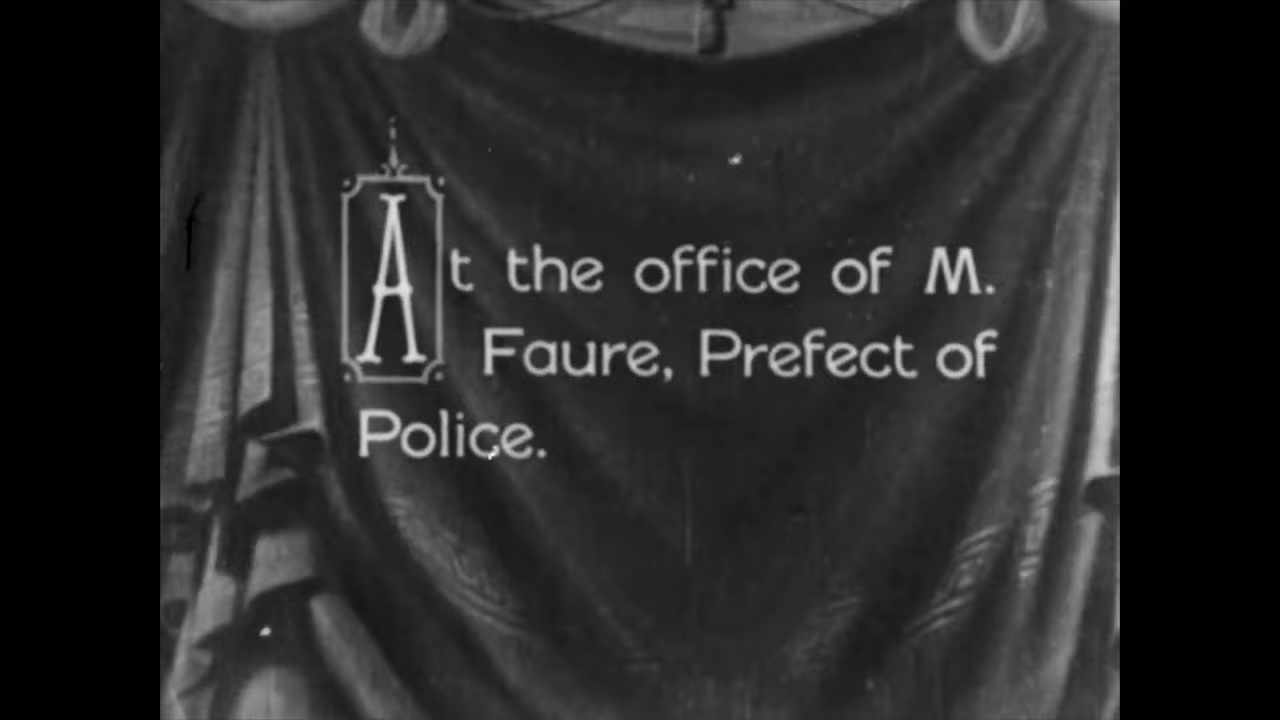 At the office of M.
Faure, Prefect of
Police.